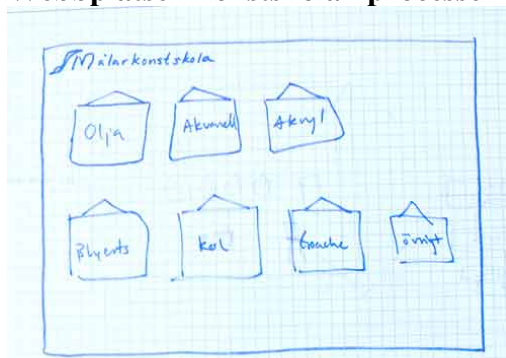 Målarkonstskola
Olja Akvarell Akryl
Blyerts kol Gouache övrigt